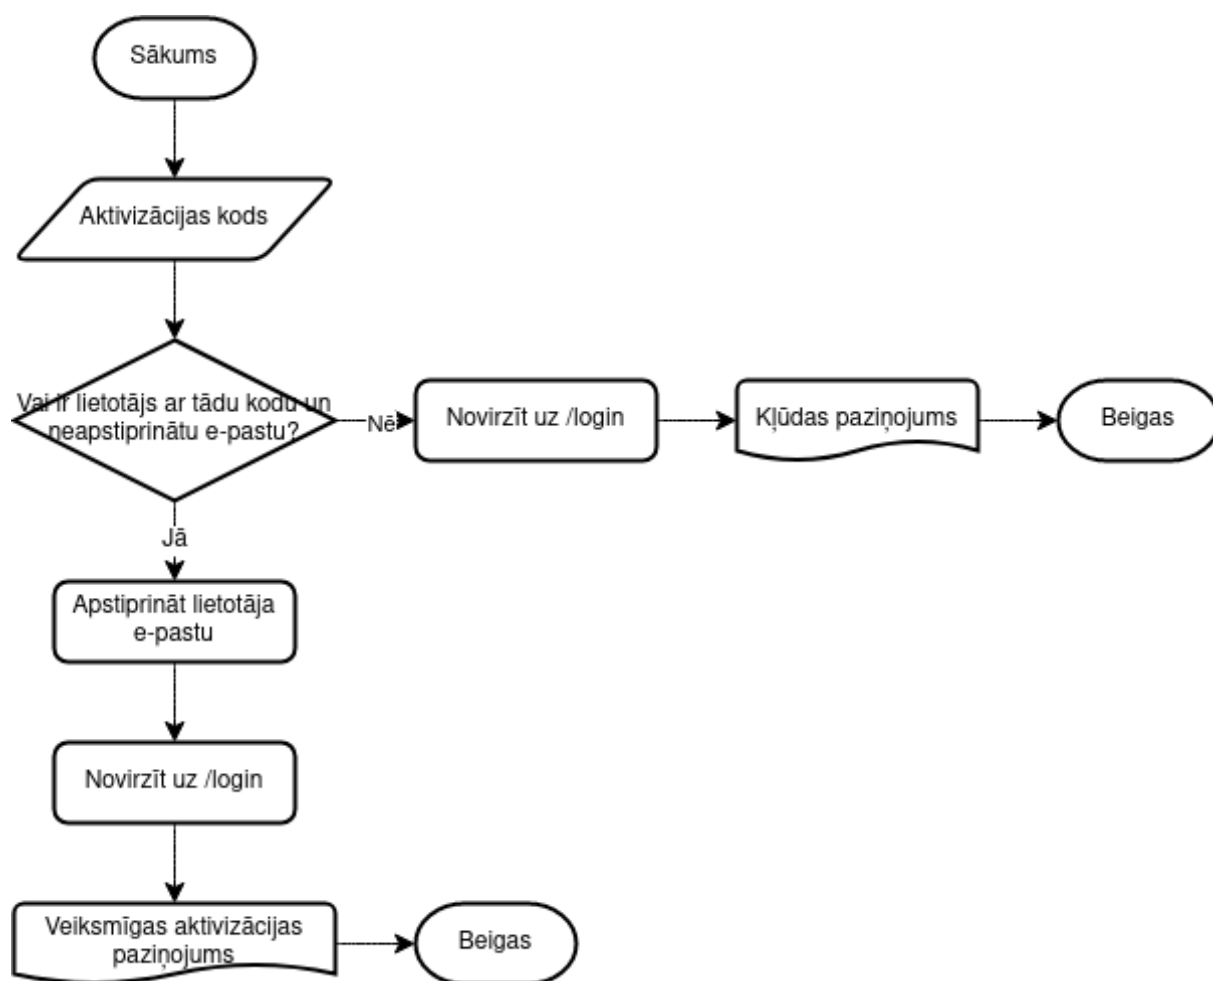 Sākums
Aktivizācijas kods
Vai ir lietotājs ar tādu kodu un
neapstiprinātu e-pastu?
Nē
Novirzīt uz /login
Kļūdas paziņojums
Beigas
Jā
Apstiprināt lietotāja
e-pastu
Novirzīt uz /login
Veiksmīgas aktivizācijas
paziņojums
Beigas